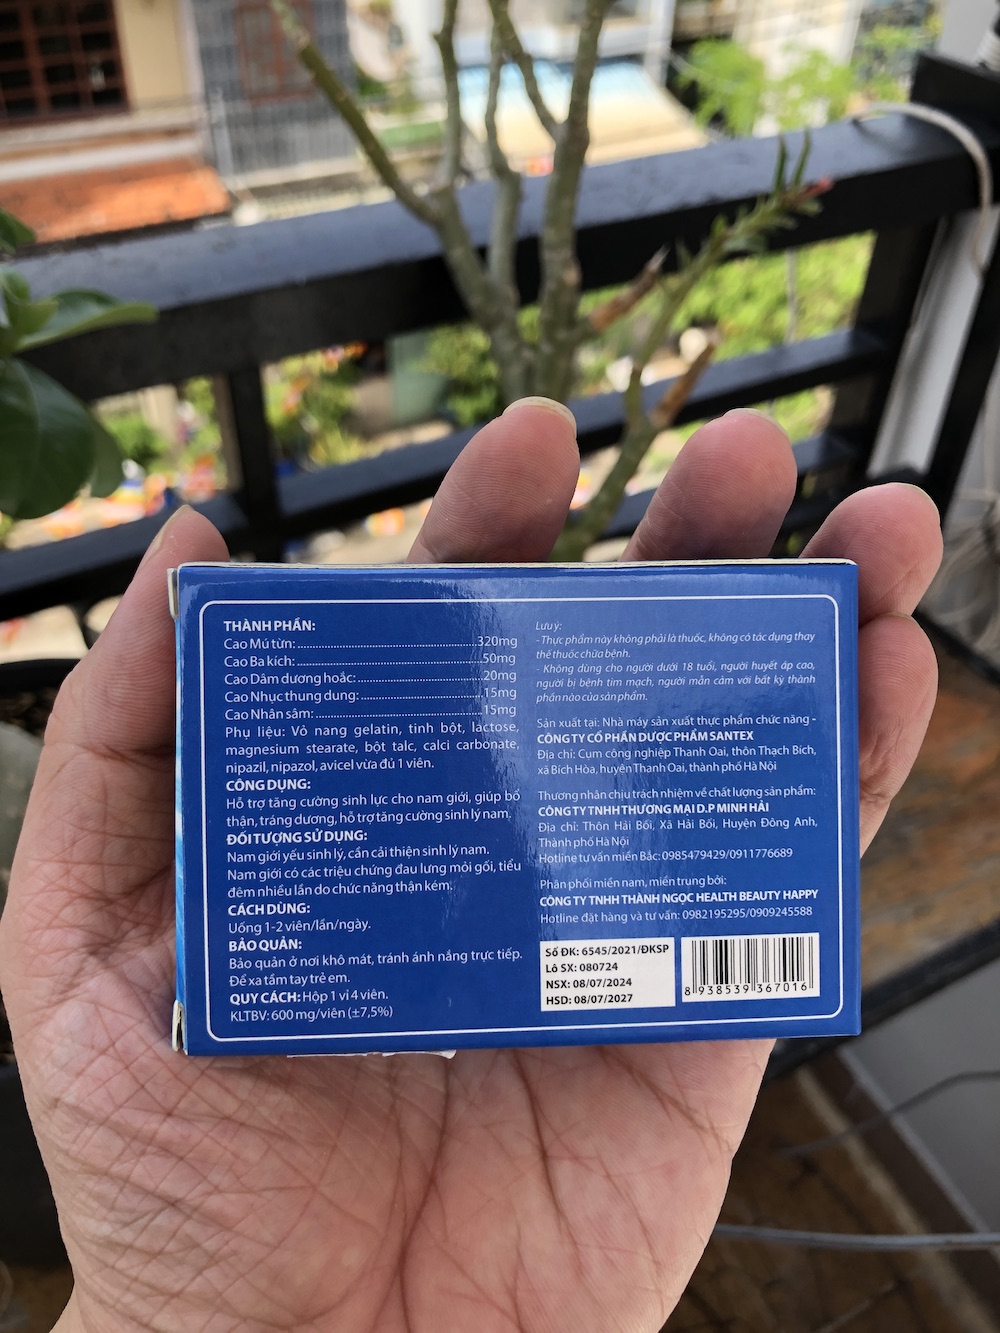 THÀNH PHẦN:
Cao Mú từn:................320mg
Cao Ba kích:................50mg
Cao Dâm dương hoắc:................20mg
Cao Nhục thung dung:................15mg
Cao Nhân sâm:................15mg
Phụ liệu: Vỏ nang gelatin, tinh bột, lactose,
magnesium stearate, bột talc, calci carbonate,
nipazil, nipazol, avicel vừa đủ 1 viên.
CÔNG DỤNG:
Hỗ trợ tăng cường sinh lực cho nam giới, giúp bổ
thận, tráng dương, hỗ trợ tăng cường sinh lý nam.
ĐỐI TƯỢNG SỬ DỤNG:
Nam giới yếu sinh lý, cần cải thiện sinh lý nam.
Nam giới có các triệu chứng đau lưng mỏi gối, tiểu
đêm nhiều lần do chức năng thận kém.
CÁCH DÙNG:
Uống 1-2 viên/lần/ngày.
BẢO QUẢN:
Bảo quản ở nơi khô mát, tránh ánh nắng trực tiếp.
Để xa tầm tay trẻ em.
QUY CÁCH: Hộp 1 vỉ 4 viên.
KLTBV: 600 mg/viên (±7,5%)
Lưu ý:
- Thực phẩm này không phải là thuốc, không có tác dụng thay
thế thuốc chữa bệnh.
- Không dùng cho người dưới 18 tuổi, người huyết áp cao,
người bị bệnh tim mạch, người mẫn cảm với bất kỳ thành
phần nào của sản phẩm.
Sản xuất tại: Nhà máy sản xuất thực phẩm chức năng -
CÔNG TY CỔ PHẦN DƯỢC PHẨM SANTEX
Địa chỉ: Cụm công nghiệp Thanh Oai, thôn Thạch Bích,
xã Bích Hòa, huyện Thanh Oai, thành phố Hà Nội
Thương nhân chịu trách nhiệm về chất lượng sản phẩm:
CÔNG TY TNHH THƯƠNG MẠI D.P MINH HẢI
Địa chỉ: Thôn Hải Bối, Xã Hải Bối, Huyện Đông Anh,
Thành phố Hà Nội
Hotline tư vấn miền Bắc: 0985479429/0911776689
Phân phối miền nam, miền trung bởi:
CÔNG TY TNHH THÀNH NGỌC HEALTH BEAUTY HAPPY
Hotline đặt hàng và tư vấn: 0982195295/0909245588
Số ĐK: 6545/2021/ĐKSP
Lô SX: 080724
NSX: 08/07/2024
HSD: 08/07/2027
8 938539 367016